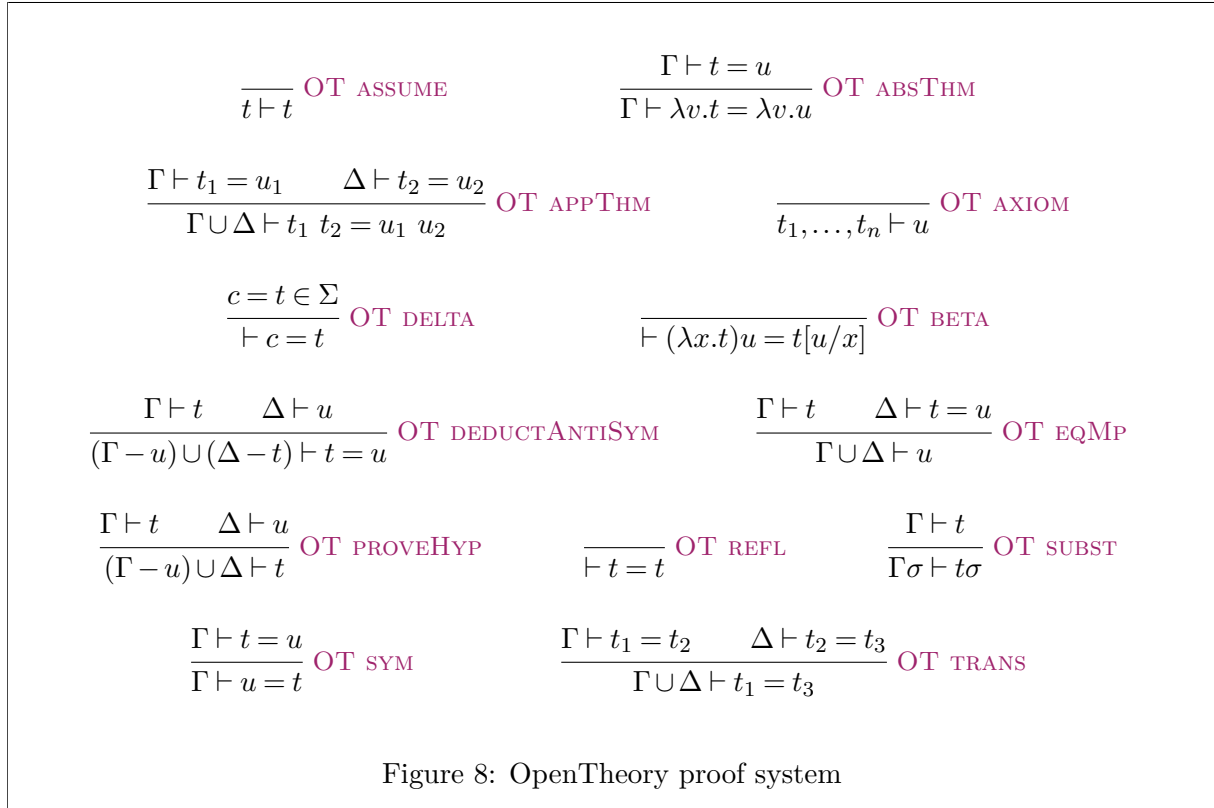 t ⊢ t OT ASSUME
Γ ⊢ t = u
Γ ⊢ λv.t = λv.u OT ABSTHM
Γ ⊢ t₁ = u₁ Δ ⊢ t₂ = u₂
Γ ∪ Δ ⊢ t₁ t₂ = u₁ u₂ OT APPTHM
t₁, …, tₙ ⊢ u OT AXIOM
c = t ∈ Σ
⊢ c = t OT DELTA
⊢ (λx.t)u = t[u/x] OT BETA
Γ ⊢ t Δ ⊢ u
(Γ − u) ∪ (Δ − t) ⊢ t = u OT DEDUCTANTISYM
Γ ⊢ t Δ ⊢ t = u
Γ ∪ Δ ⊢ u OT EQMP
Γ ⊢ t Δ ⊢ u
(Γ − u) ∪ Δ ⊢ t OT PROVEHYP
⊢ t = t OT REFL
Γ ⊢ t
Γσ ⊢ tσ OT SUBST
Γ ⊢ t = u
Γ ⊢ u = t OT SYM
Γ ⊢ t₁ = t₂ Δ ⊢ t₂ = t₃
Γ ∪ Δ ⊢ t₁ = t₃ OT TRANS
Figure 8: OpenTheory proof system